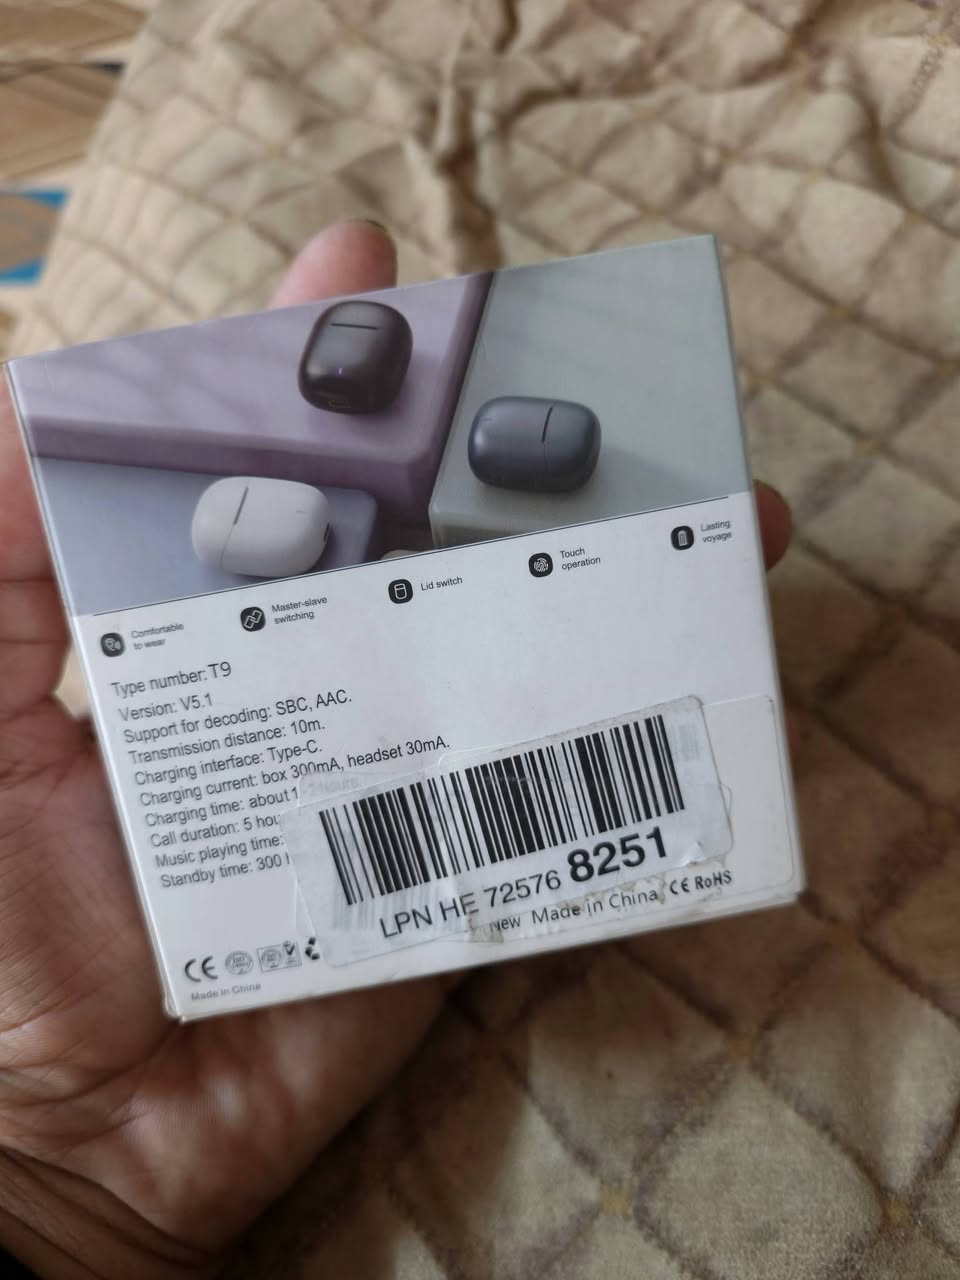 Comfortable
to wear
Master-slave
switching
Lid switch
Touch
operation
Lasting
voyage
Type number: T9
Version: V5.1
Support for decoding: SBC, AAC.
Transmission distance: 10m.
Charging interface: Type-C.
Charging current: box 300mA, headset 30mA.
Charging time: about 1
Call duration: 5
Music playing time:
Standby time: 300
LPN HE 72576 8251
New Made in China CE RoHS
CE
Made in China